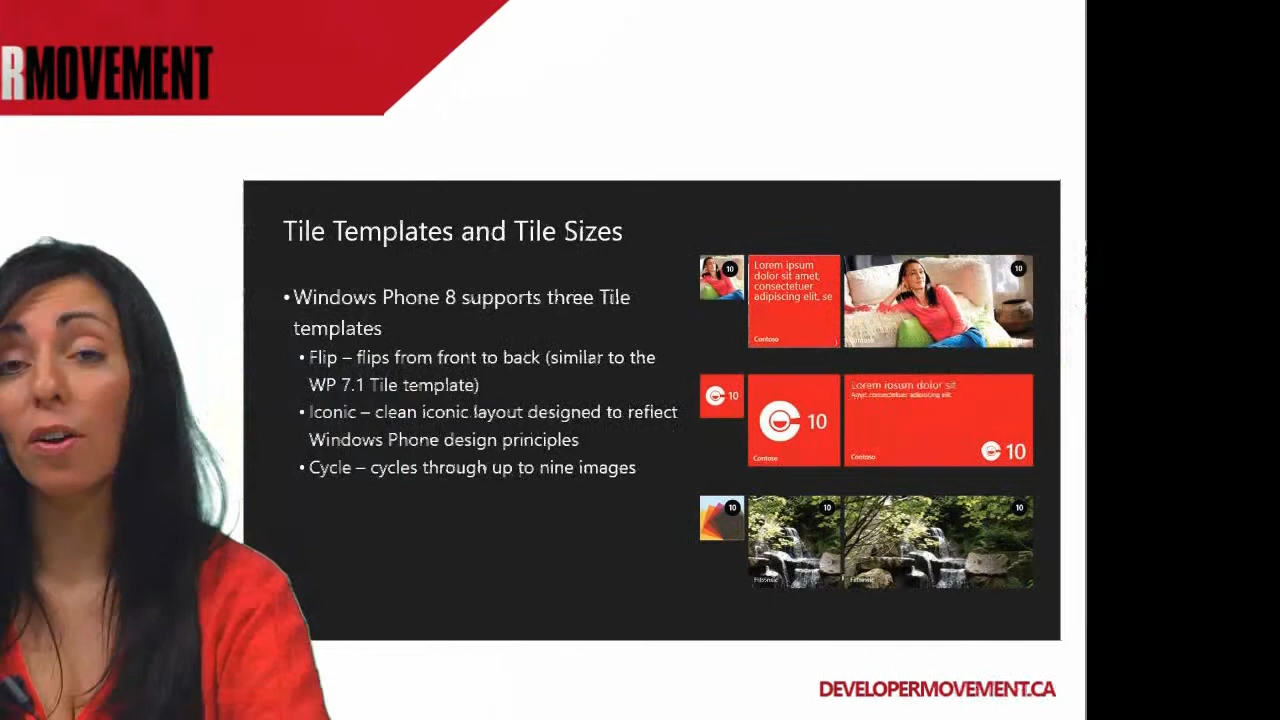 RMOVEMENT
Tile Templates and Tile Sizes
•Windows Phone 8 supports three Tile
templates
•Flip – flips from front to back (similar to the
WP 7.1 Tile template)
•Iconic – clean iconic layout designed to reflect
Windows Phone design principles
•Cycle – cycles through up to nine images
10
Lorem ipsum
dolor sit amet,
consectetuer
adipiscing elit, se
Contoso
10
10
10
Contoso
Lorem ipsum dolor sit
Contoso
10
10
10
10
DEVELOPERMOVEMENT.CA